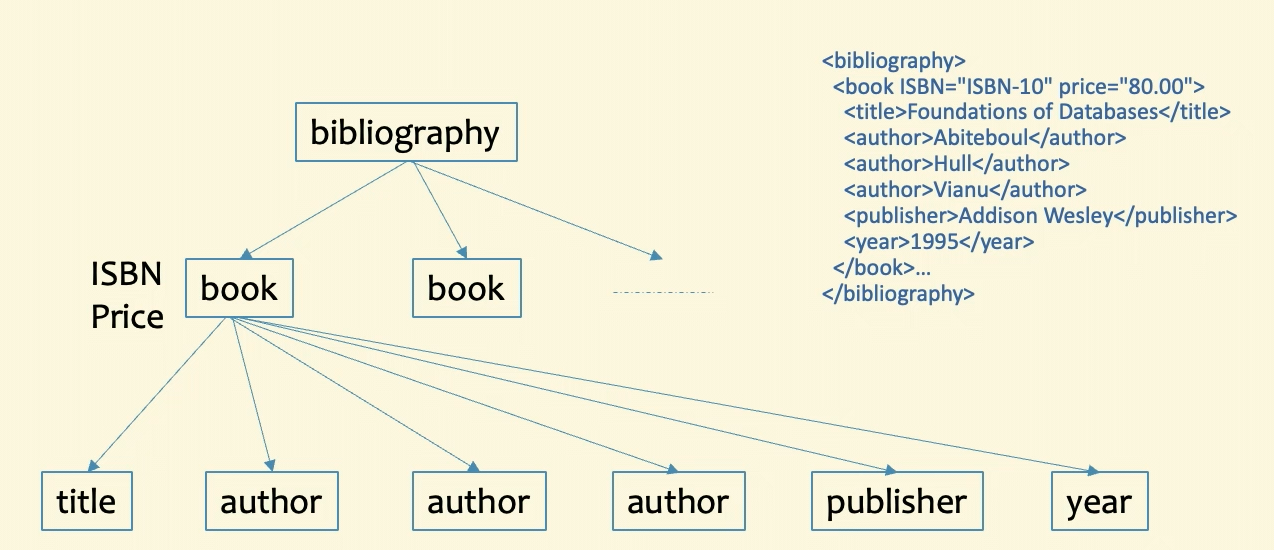 bibliography
ISBN
Price
book
book
title
author
author
author
publisher
year
<bibliography>
<book ISBN="ISBN-10" price="80.00">
<title>Foundations of Databases</title>
<author>Abiteboul</author>
<author>Hull</author>
<author>Vianu</author>
<publisher>Addison Wesley</publisher>
<year>1995</year>
</book>...
</bibliography>